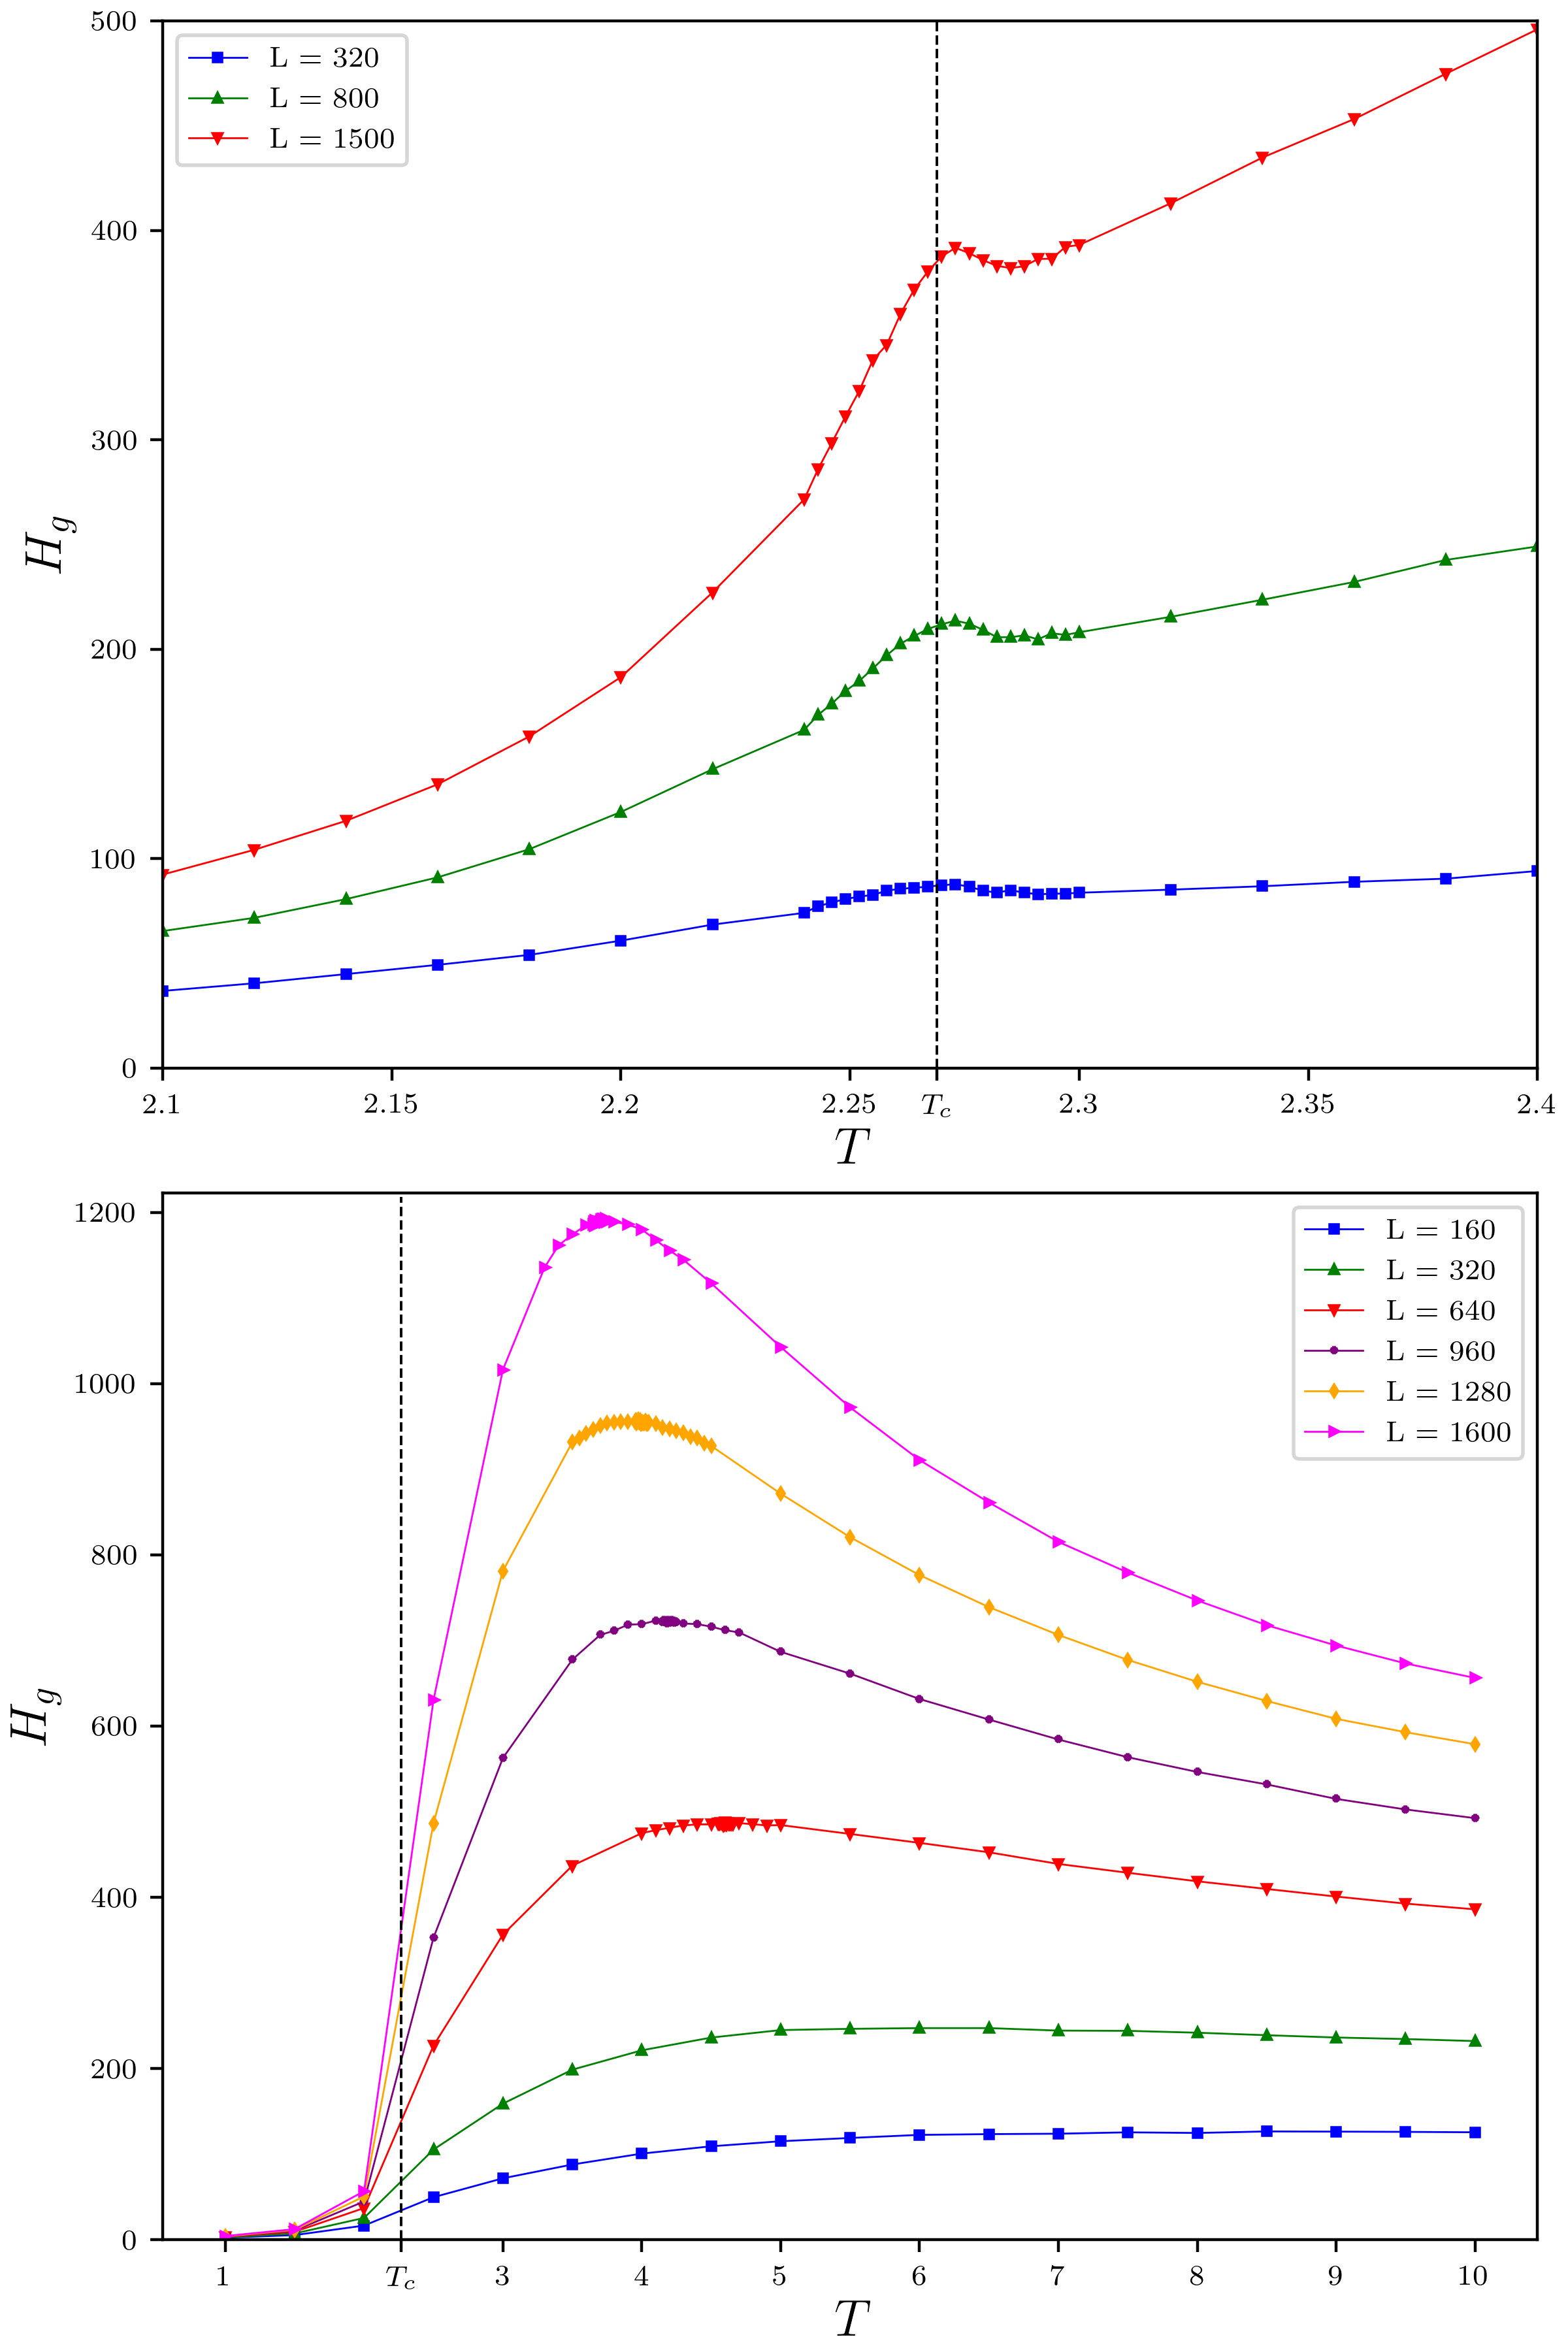 500
400
300
200
100
0
H_g
L = 320
L = 800
L = 1500
2.1 2.15 2.2 2.25 T_c 2.3 2.35 2.4
T
1200
1000
800
600
400
200
0
H_g
L = 160
L = 320
L = 640
L = 960
L = 1280
L = 1600
1 T_c 3 4 5 6 7 8 9 10
T